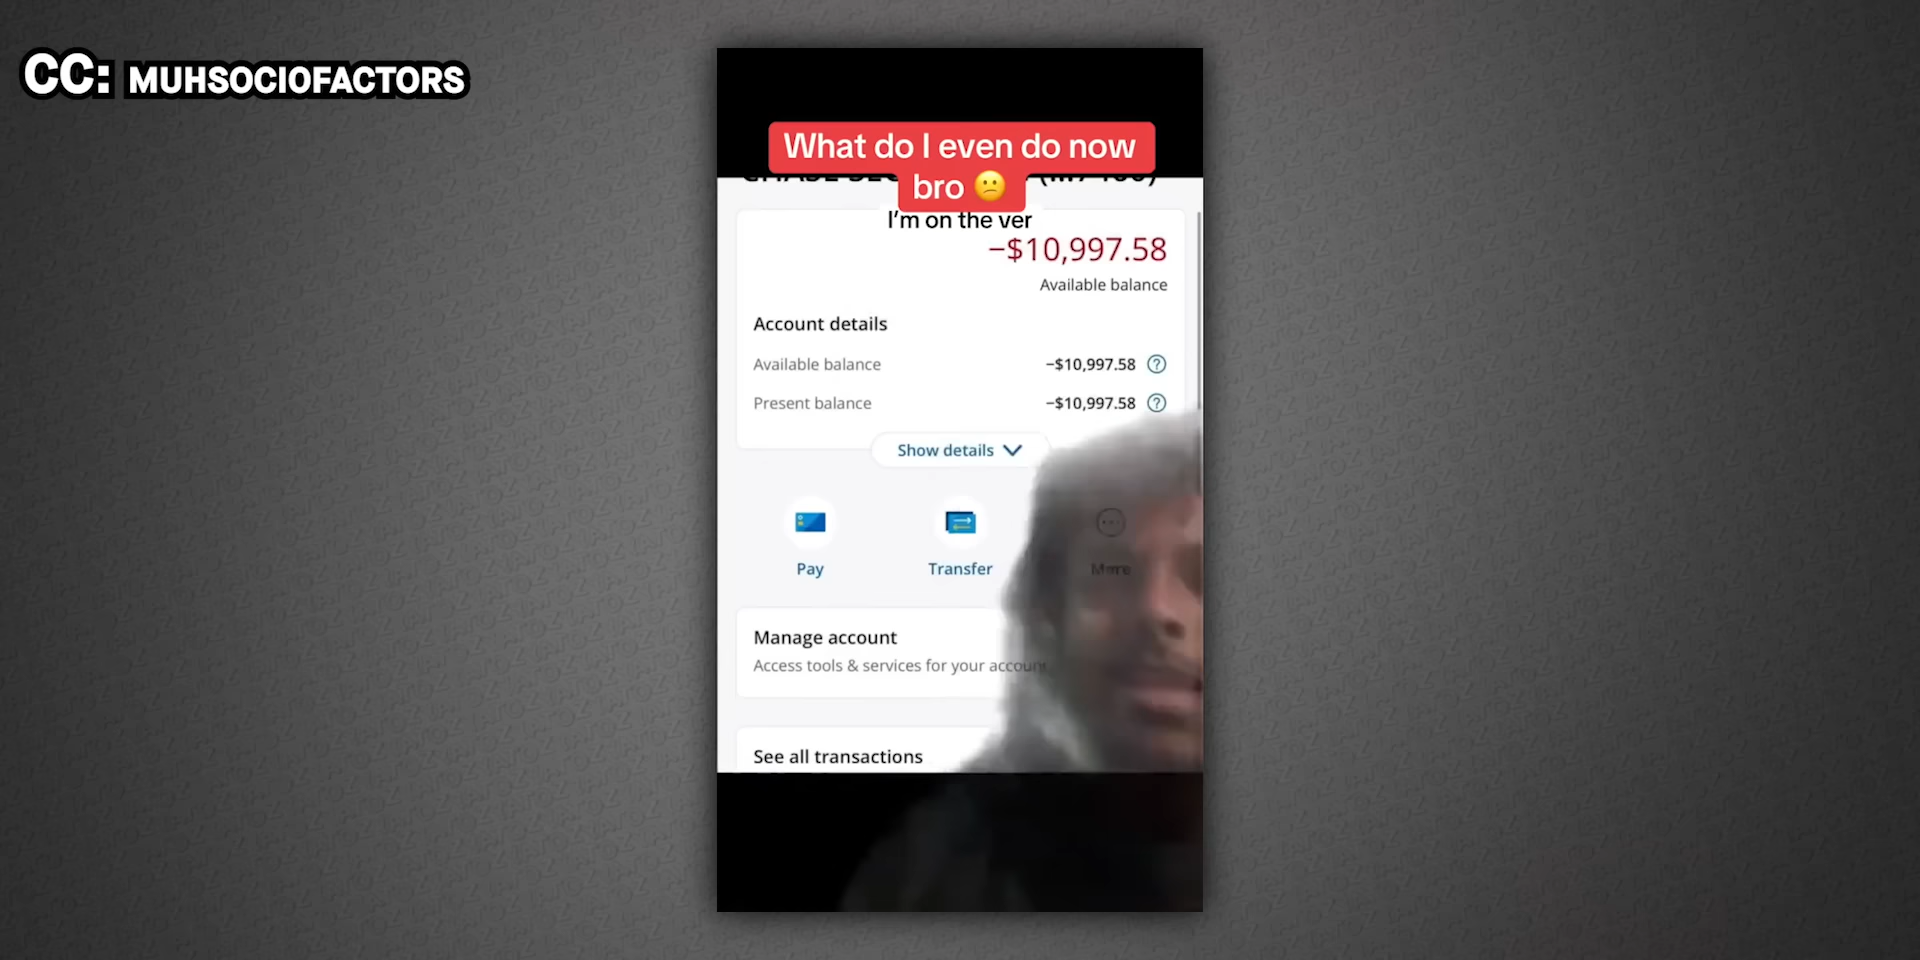 CC: MUHSOCIOFACTORS
What do I even do now
bro 😕
I'm on the ver
−$10,997.58
Available balance
Account details
Available balance −$10,997.58 ?
Present balance −$10,997.58 ?
Show details
Pay Transfer More
Manage account
Access tools & services for your account
See all transactions